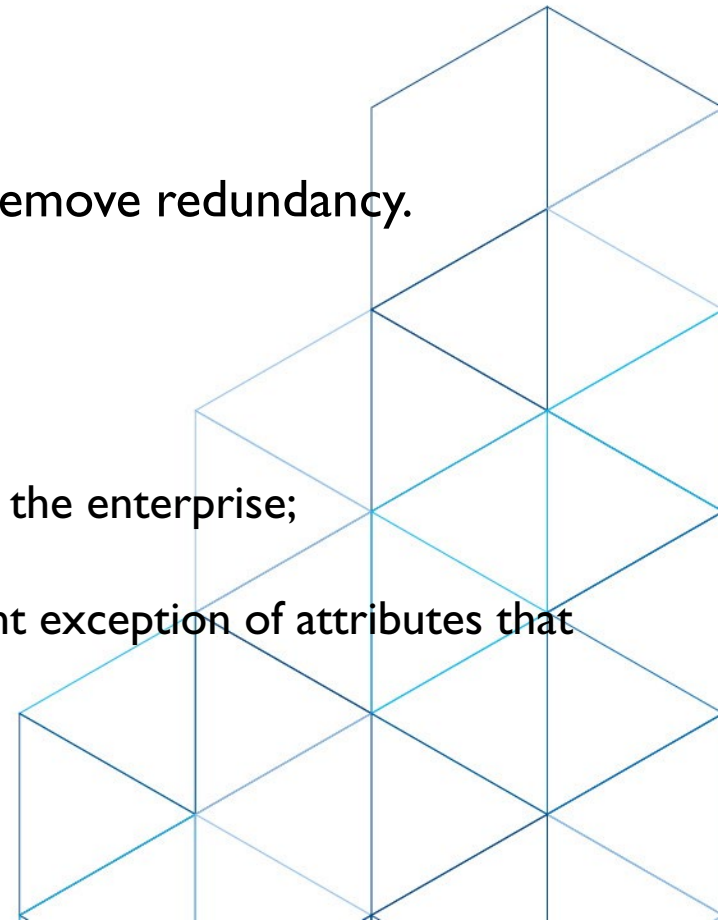 emove redundancy.
the enterprise;
nt exception of attributes that